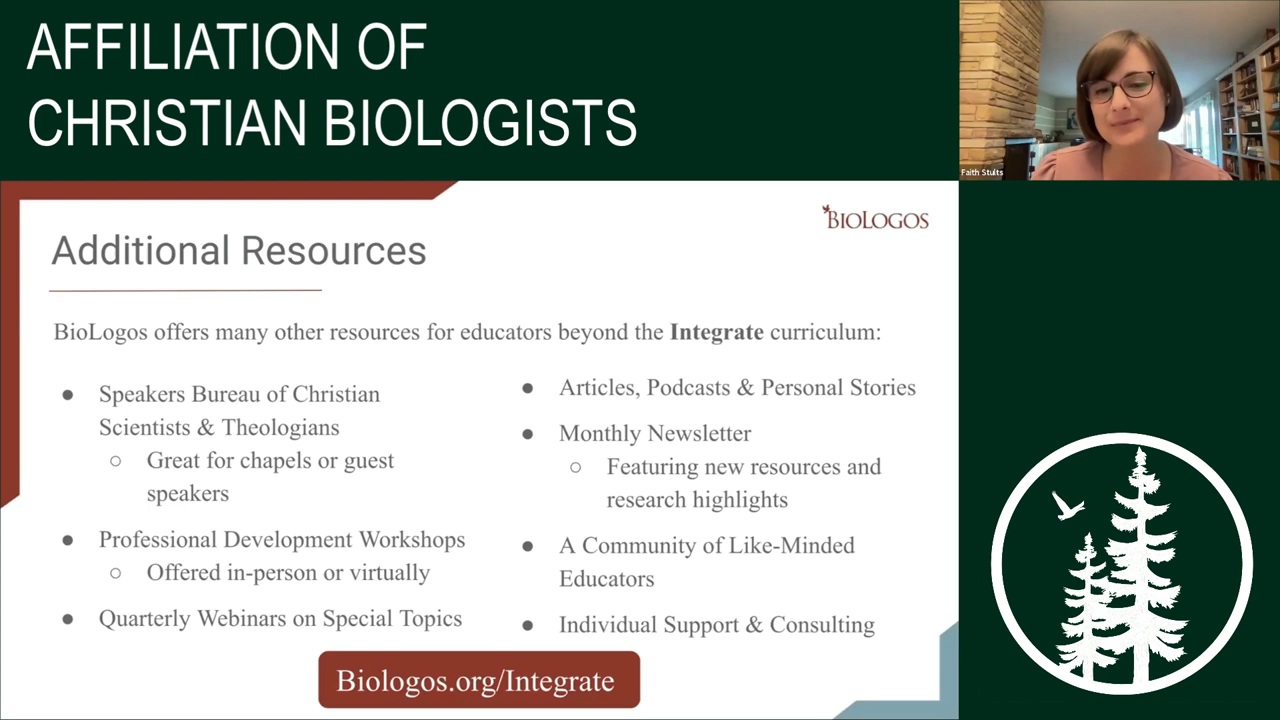 AFFILIATION OF
CHRISTIAN BIOLOGISTS
Faith Stults
BIOLOGOS
Additional Resources
BioLogos offers many other resources for educators beyond the Integrate curriculum:
● Speakers Bureau of Christian
Scientists & Theologians
○ Great for chapels or guest
speakers
● Professional Development Workshops
○ Offered in-person or virtually
● Quarterly Webinars on Special Topics
● Articles, Podcasts & Personal Stories
● Monthly Newsletter
○ Featuring new resources and
research highlights
● A Community of Like-Minded
Educators
● Individual Support & Consulting
Biologos.org/Integrate